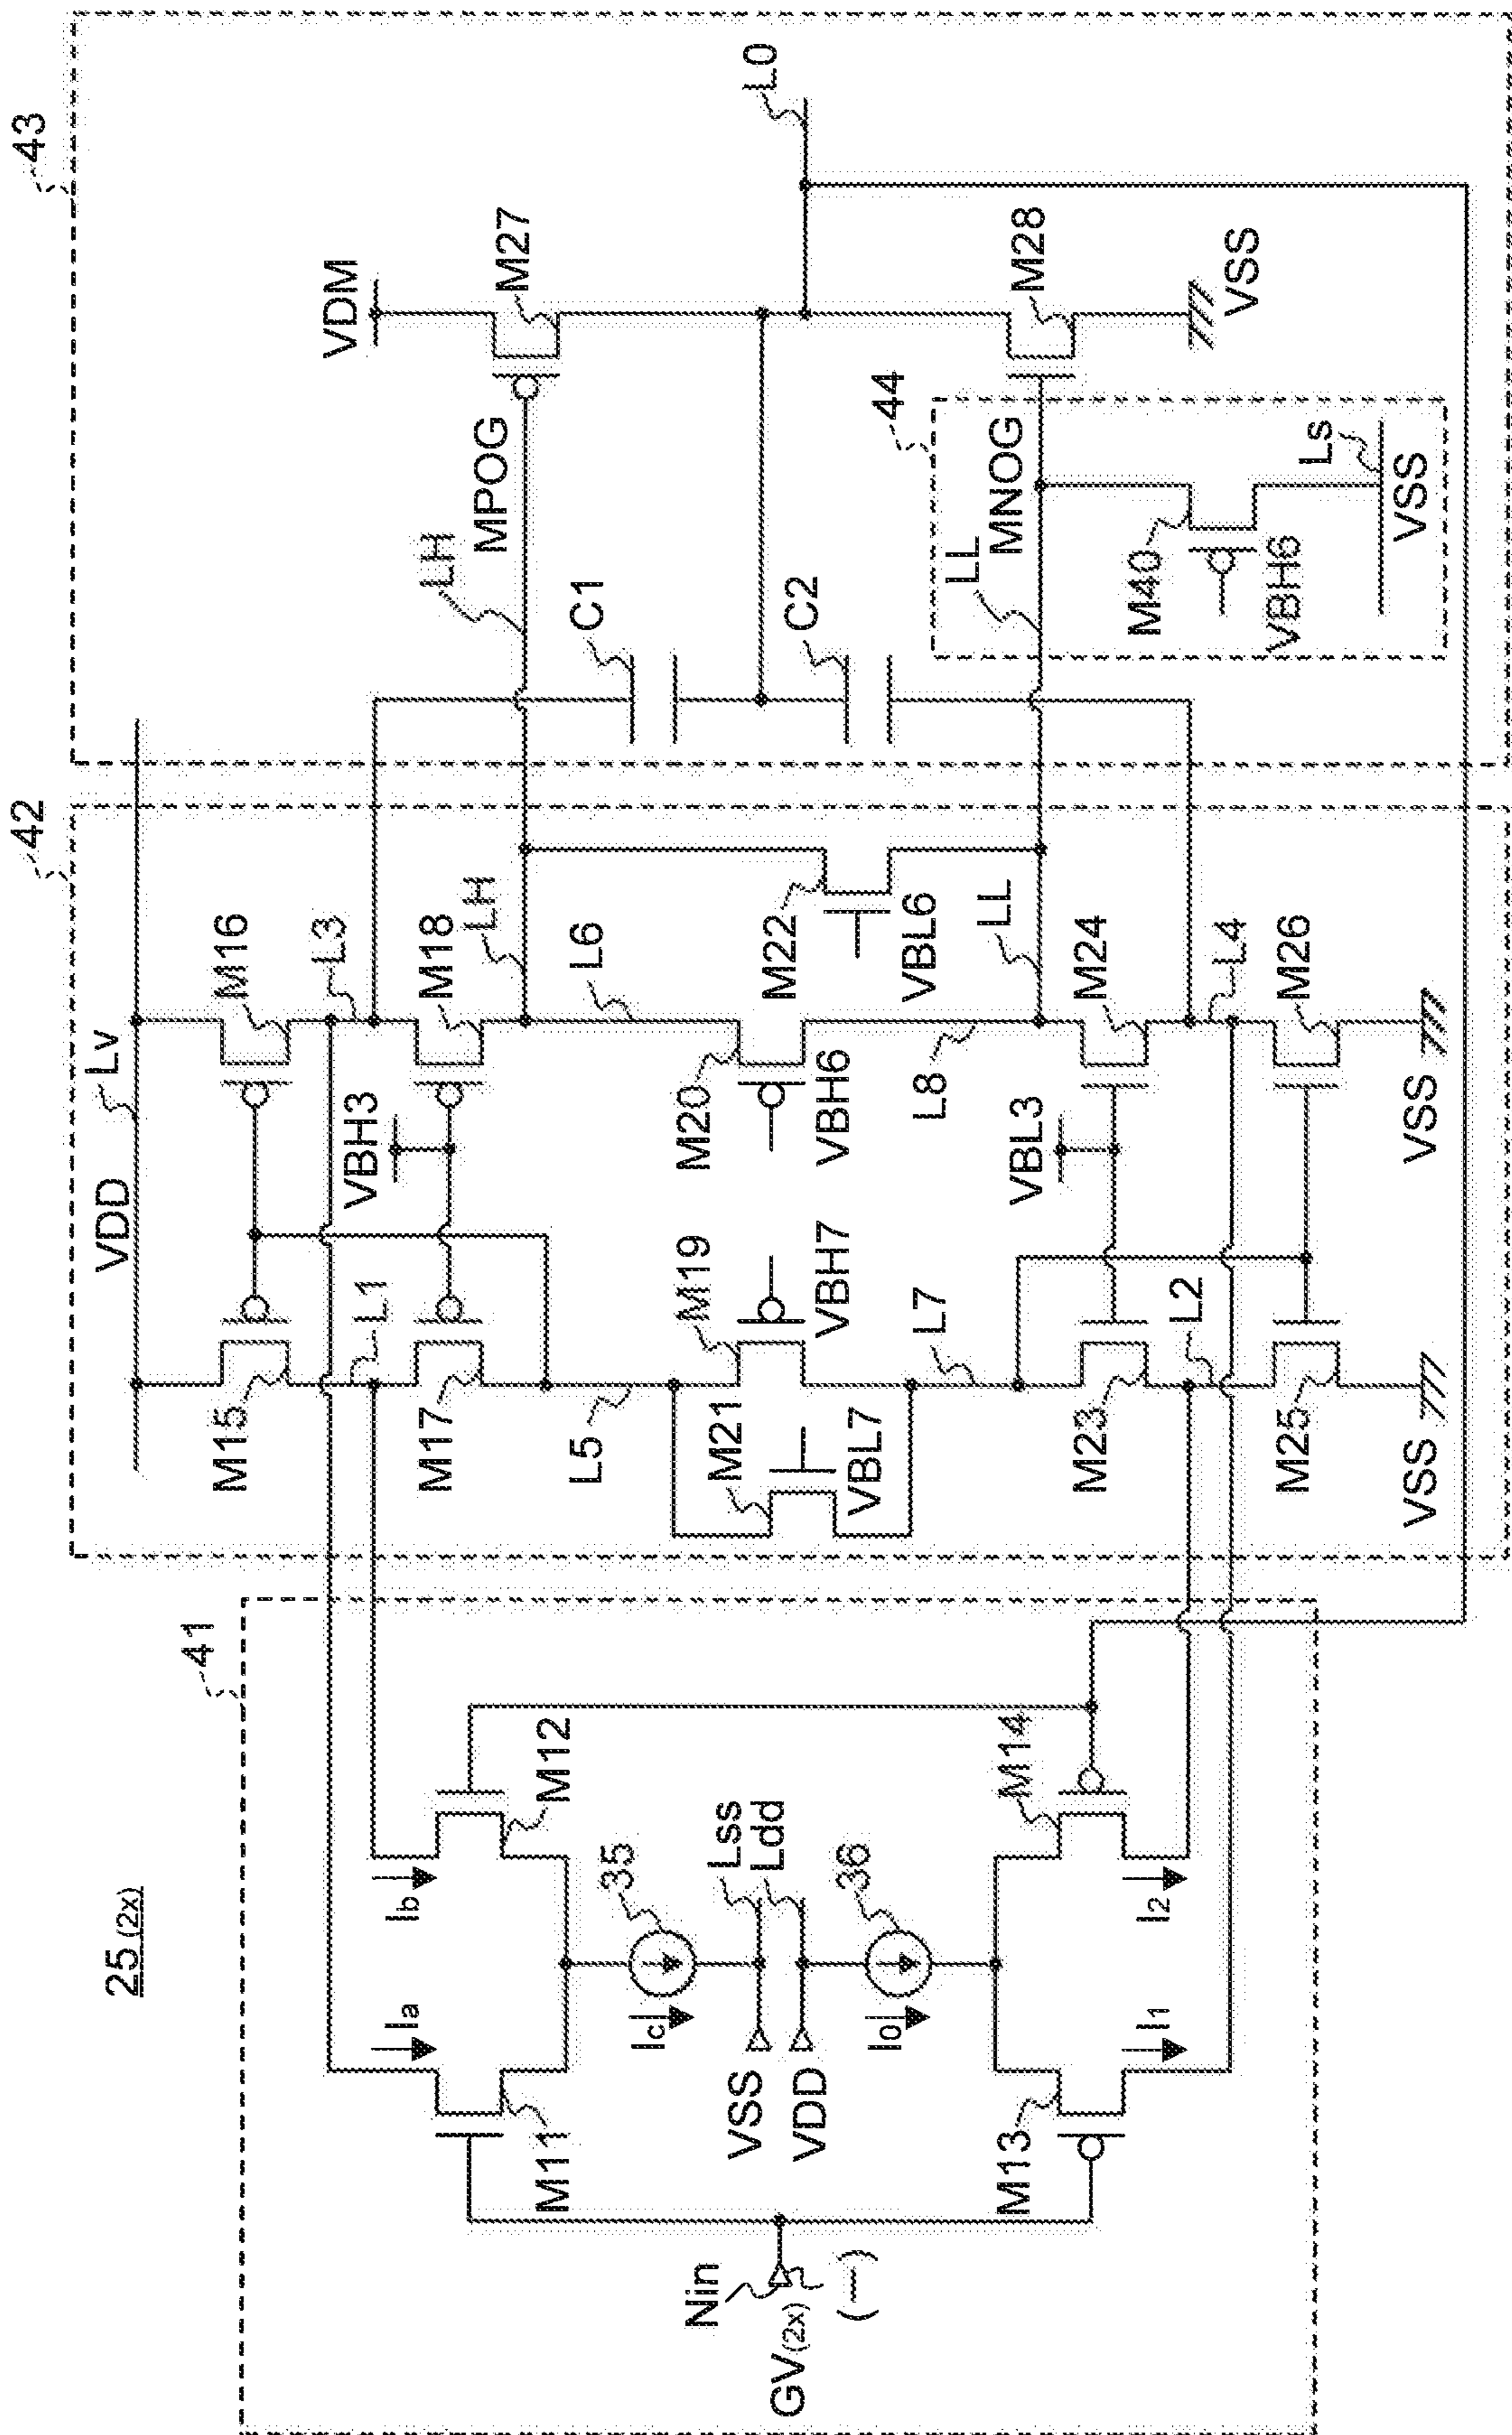 25 (2x)
41
42
43
Nin
GV(2x)
(—)
M11
Ia
Ib
M12
35
Ic
VSS
Lss
VDD
Ldd
I0
36
M13
M14
I1
I2
VDD
Lv
M15
M16
L1
L3
VBH3
M17
M18
LH
L5
L6
M21
VBL7
M19
VBH7
M20
VBH6
M22
VBL6
L7
L8
LL
VBL3
M23
M24
L2
L4
M25
M26
VSS
VSS
VDM
LH
MPOG
M27
C1
C2
L0
44
LL
MNOG
M28
M40
VBH6
Ls
VSS
VSS